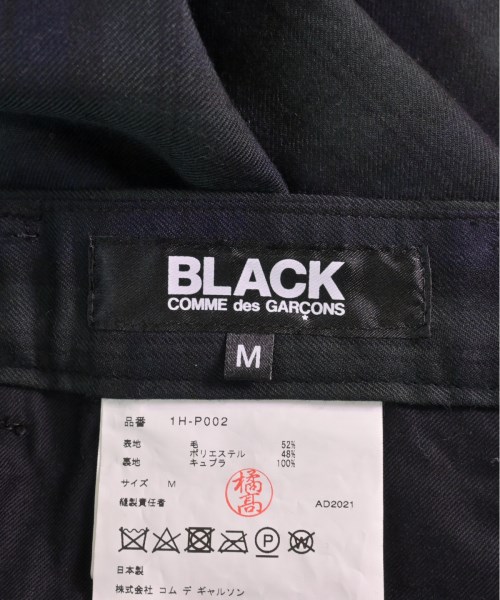 BLACK
COMME des GARÇONS
M
品番 1H-P002
表地 毛 52%
ポリエステル 48%
裏地 キュプラ 100%
サイズ M
橘高
縫製責任者 AD2021
日本製
株式会社 コム デ ギャルソン